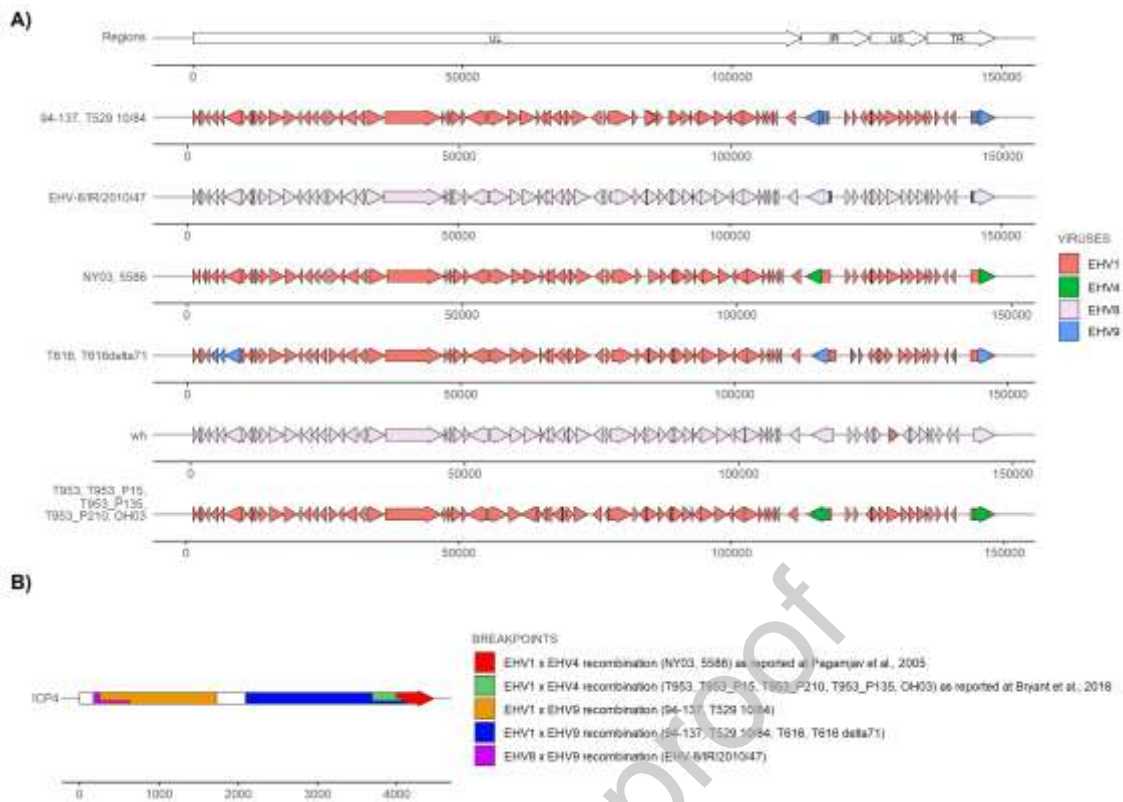 A)
Regions
UL
IR
US
TR
0 50000 100000 150000
94-137, T529 10/84
0 50000 100000 150000
EHV-8/IR/2010/47
0 50000 100000 150000
NY03, 5586
0 50000 100000 150000
T616, T616delta71
0 50000 100000 150000
wh
0 50000 100000 150000
T953, T953_P15,
T953_P135,
T953_P210, OH03
0 50000 100000 150000
VIRUSES
EHV1
EHV4
EHV8
EHV9
B)
ICP4
0 1000 2000 3000 4000
BREAKPOINTS
EHV1 x EHV4 recombination (NY03, 5586) as reported at Pagamjav et al., 2005
EHV1 x EHV4 recombination (T953, T953_P15, T953_P210, T953_P135, OH03) as reported at Bryant et al., 2018
EHV1 x EHV9 recombination (94-137, T529 10/84)
EHV1 x EHV9 recombination (94-137, T529 10/84, T616, T616 delta71)
EHV8 x EHV9 recombination (EHV-8/IR/2010/47)
proof